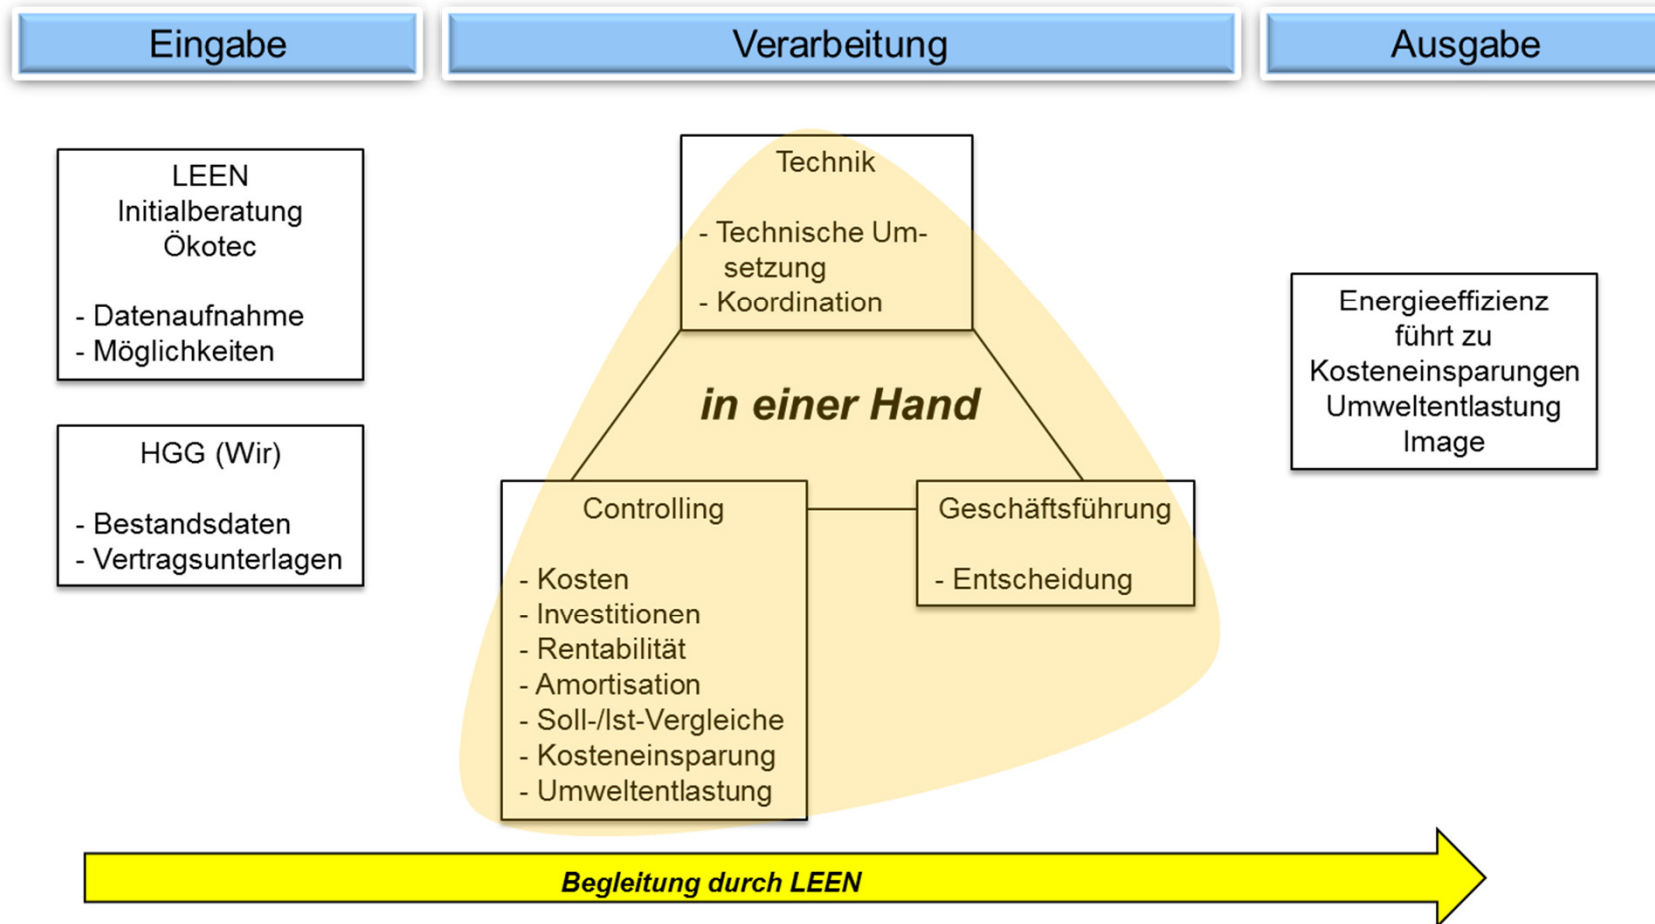 Eingabe
Verarbeitung
Ausgabe
LEEN
Initialberatung
Ökotec
- Datenaufnahme
- Möglichkeiten
HGG (Wir)
- Bestandsdaten
- Vertragsunterlagen
Technik
- Technische Um-
setzung
- Koordination
in einer Hand
Controlling
- Kosten
- Investitionen
- Rentabilität
- Amortisation
- Soll-/Ist-Vergleiche
- Kosteneinsparung
- Umweltentlastung
Geschäftsführung
- Entscheidung
Energieeffizienz
führt zu
Kosteneinsparungen
Umweltentlastung
Image
Begleitung durch LEEN